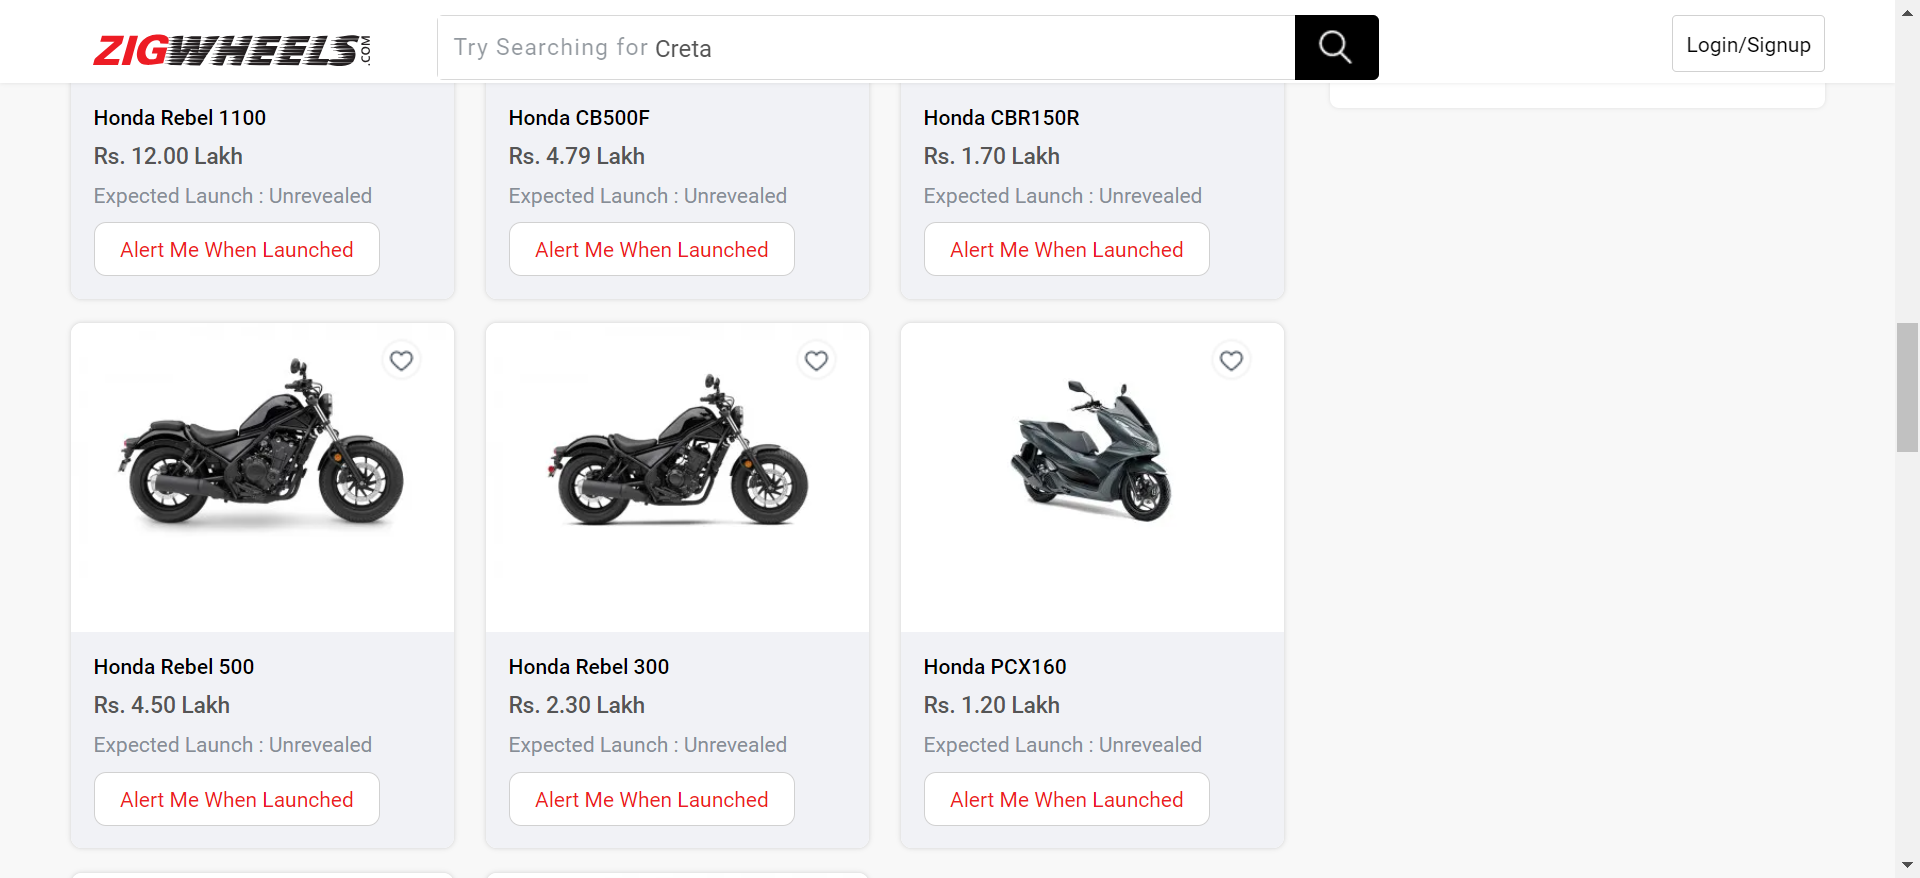 ZIGWHEELS.COM
Try Searching for Creta
Login/Signup
Honda Rebel 1100
Rs. 12.00 Lakh
Expected Launch : Unrevealed
Alert Me When Launched
Honda CB500F
Rs. 4.79 Lakh
Expected Launch : Unrevealed
Alert Me When Launched
Honda CBR150R
Rs. 1.70 Lakh
Expected Launch : Unrevealed
Alert Me When Launched
Honda Rebel 500
Rs. 4.50 Lakh
Expected Launch : Unrevealed
Alert Me When Launched
Honda Rebel 300
Rs. 2.30 Lakh
Expected Launch : Unrevealed
Alert Me When Launched
Honda PCX160
Rs. 1.20 Lakh
Expected Launch : Unrevealed
Alert Me When Launched